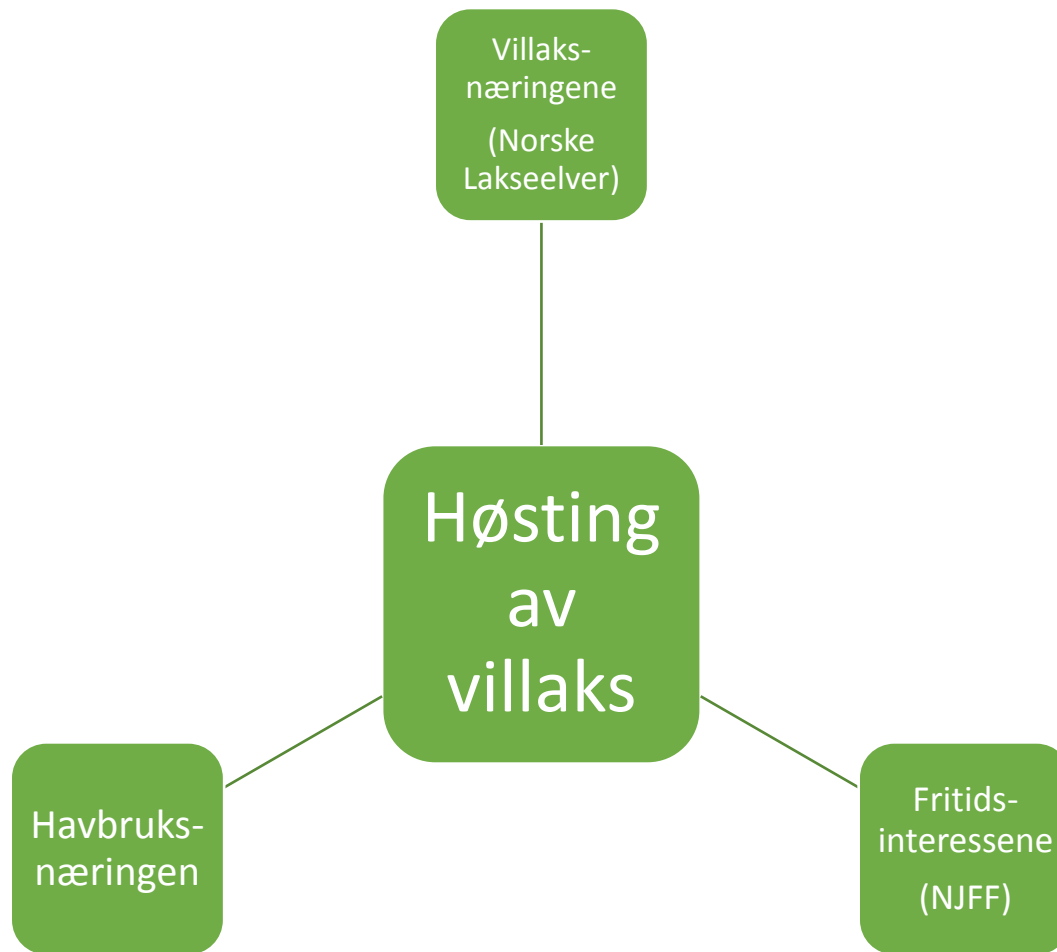 Villaks-
næringene
(Norske
Lakseelver)
Høsting
av
villaks
Havbruks-
næringen
Fritids-
interessene
(NJFF)